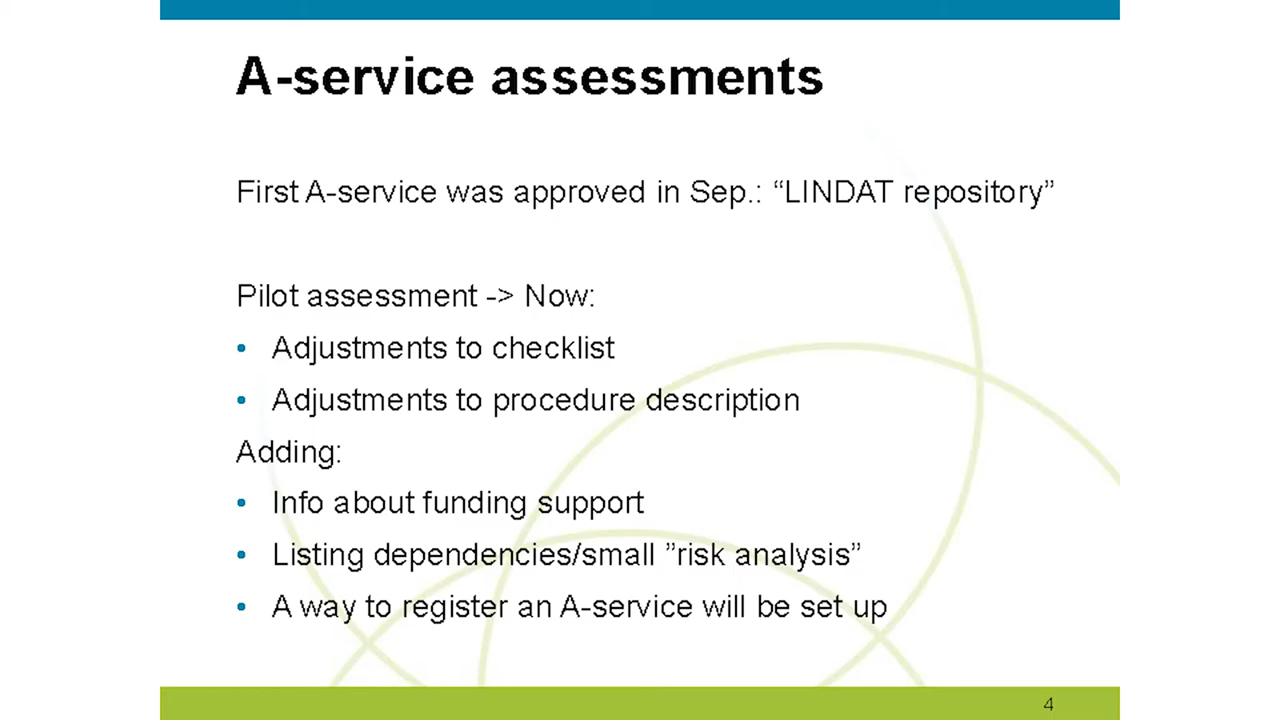 A-service assessments
First A-service was approved in Sep.: “LINDAT repository”
Pilot assessment -> Now:
• Adjustments to checklist
• Adjustments to procedure description
Adding:
• Info about funding support
• Listing dependencies/small ”risk analysis”
• A way to register an A-service will be set up
4